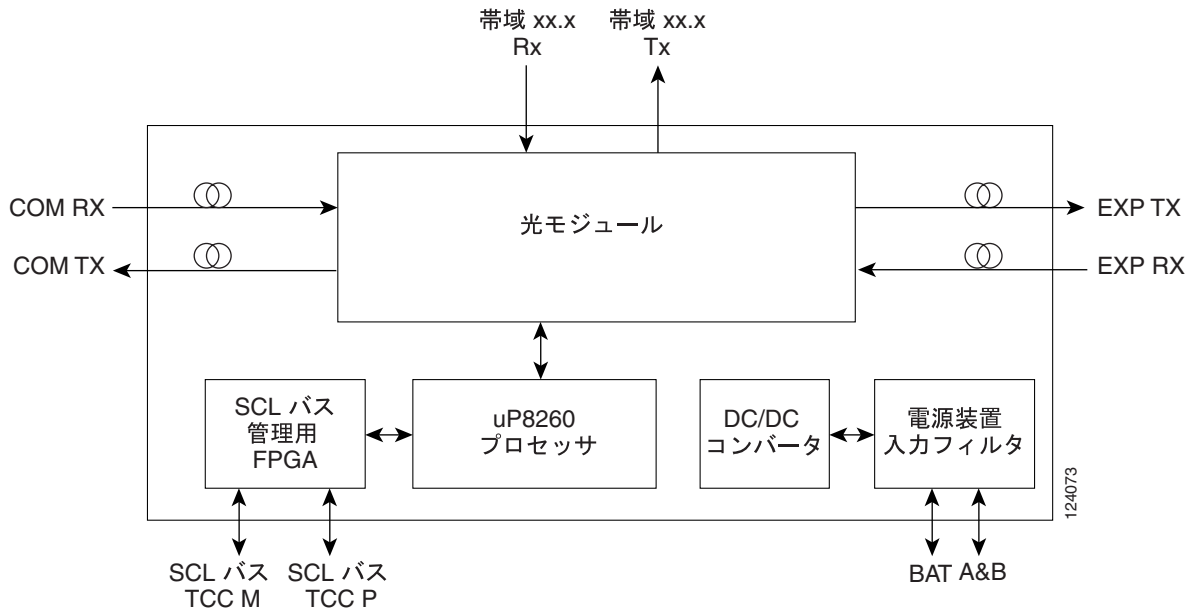 帯域 xx.x
Rx
帯域 xx.x
Tx
COM RX
COM TX
光モジュール
EXP TX
EXP RX
SCL バス
管理用
FPGA
uP8260
プロセッサ
DC/DC
コンバータ
電源装置
入力フィルタ
124073
SCL バス
TCC M
SCL バス
TCC P
BAT A&B